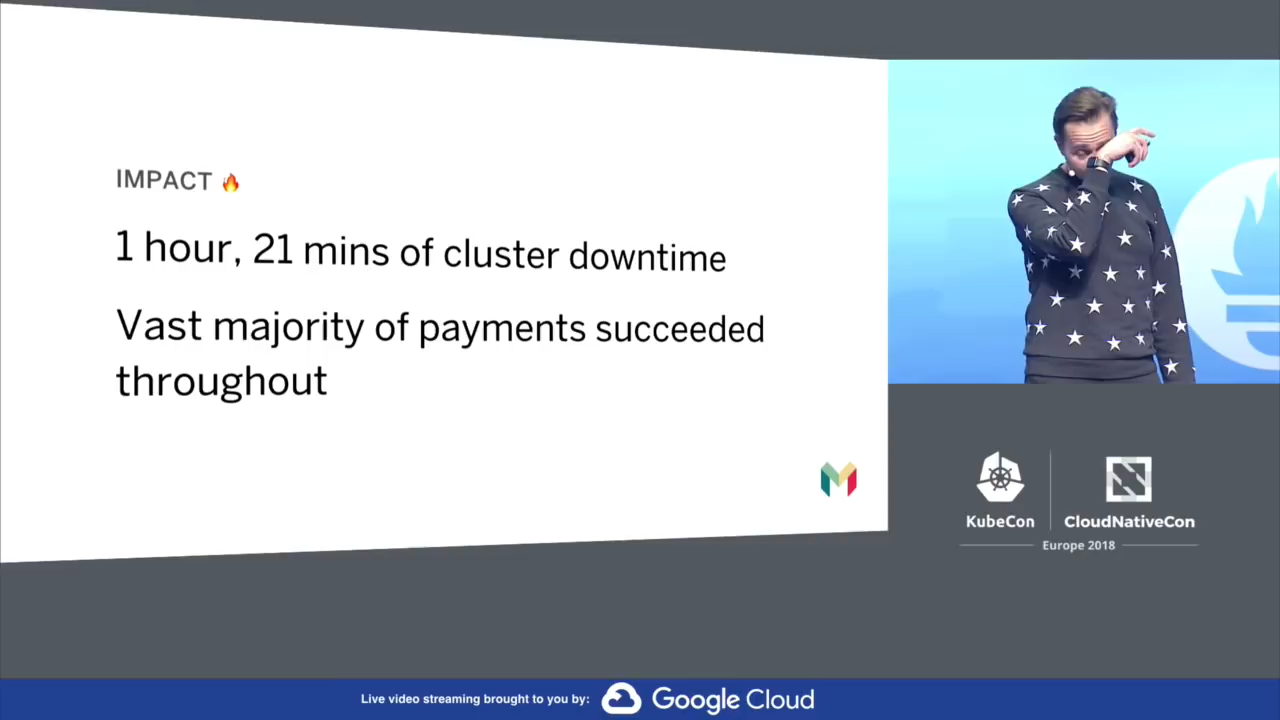 IMPACT 🔥
1 hour, 21 mins of cluster downtime
Vast majority of payments succeeded
throughout
KubeCon
CloudNativeCon
Europe 2018
Live video streaming brought to you by:
Google Cloud